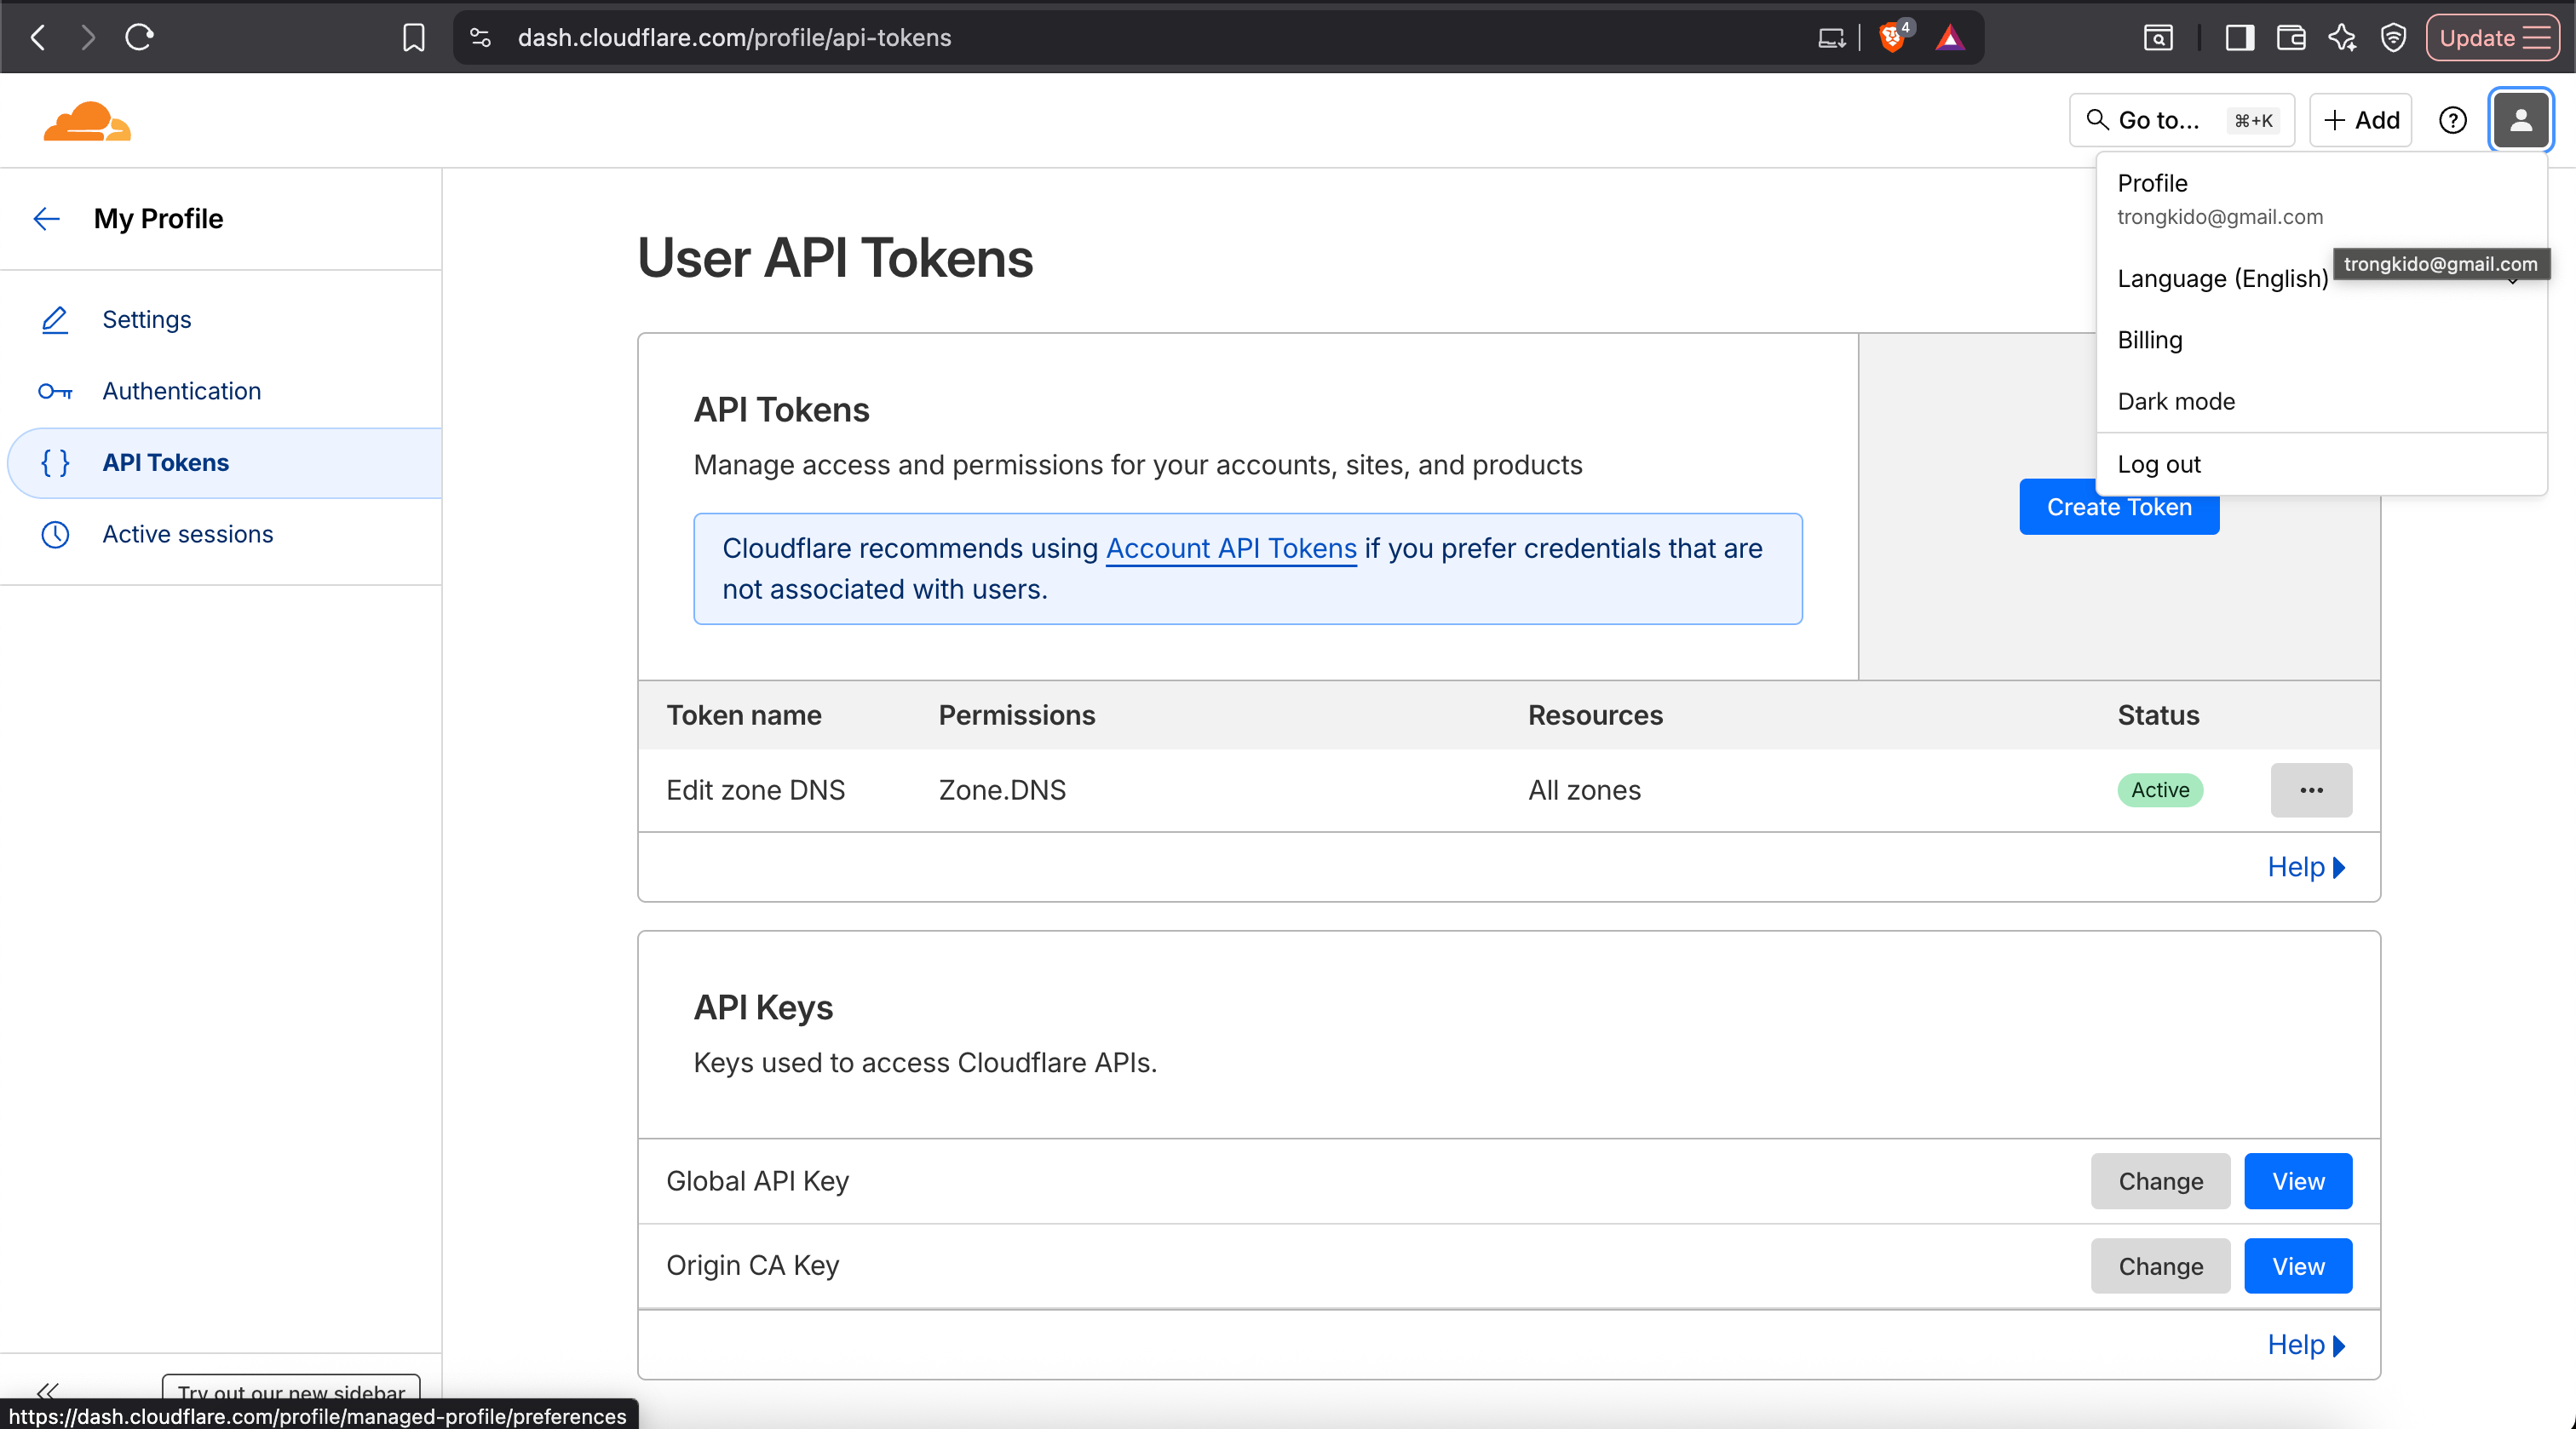 dash.cloudflare.com/profile/api-tokens
4
Update
Go to...
⌘+K
Add
Profile
trongkido@gmail.com
trongkido@gmail.com
Language (English)
Billing
Dark mode
Log out
My Profile
Settings
Authentication
API Tokens
Active sessions
User API Tokens
API Tokens
Manage access and permissions for your accounts, sites, and products
Cloudflare recommends using Account API Tokens if you prefer credentials that are
not associated with users.
Create Token
Token name Permissions Resources Status
Edit zone DNS Zone.DNS All zones Active
Help
API Keys
Keys used to access Cloudflare APIs.
Global API Key Change View
Origin CA Key Change View
Help
Try out our new sidebar
https://dash.cloudflare.com/profile/managed-profile/preferences